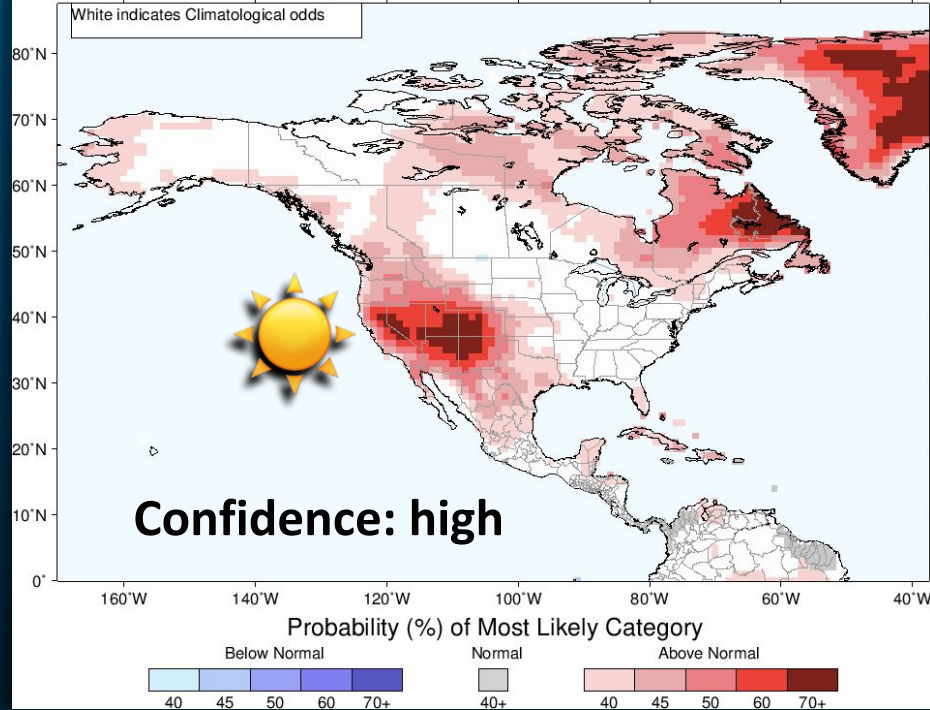 White indicates Climatological odds
80°N
70°N
60°N
50°N
40°N
30°N
20°N
10°N
0°
Confidence: high
160°W 140°W 120°W 100°W 80°W 60°W 40°W
Probability (%) of Most Likely Category
Below Normal Normal Above Normal
40 45 50 60 70+ 40+ 40 45 50 60 70+